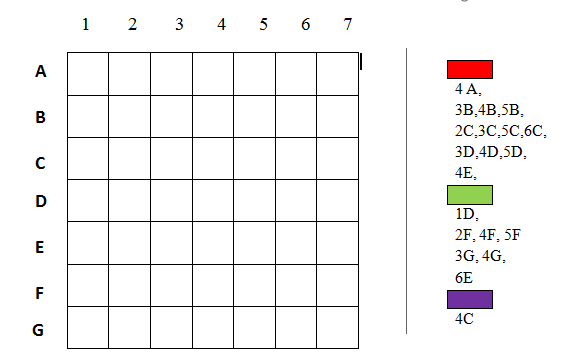 1 2 3 4 5 6 7
A
B
C
D
E
F
G
4 A,
3B,4B,5B,
2C,3C,5C,6C,
3D,4D,5D,
4E,
1D,
2F, 4F, 5F
3G, 4G,
6E
4C